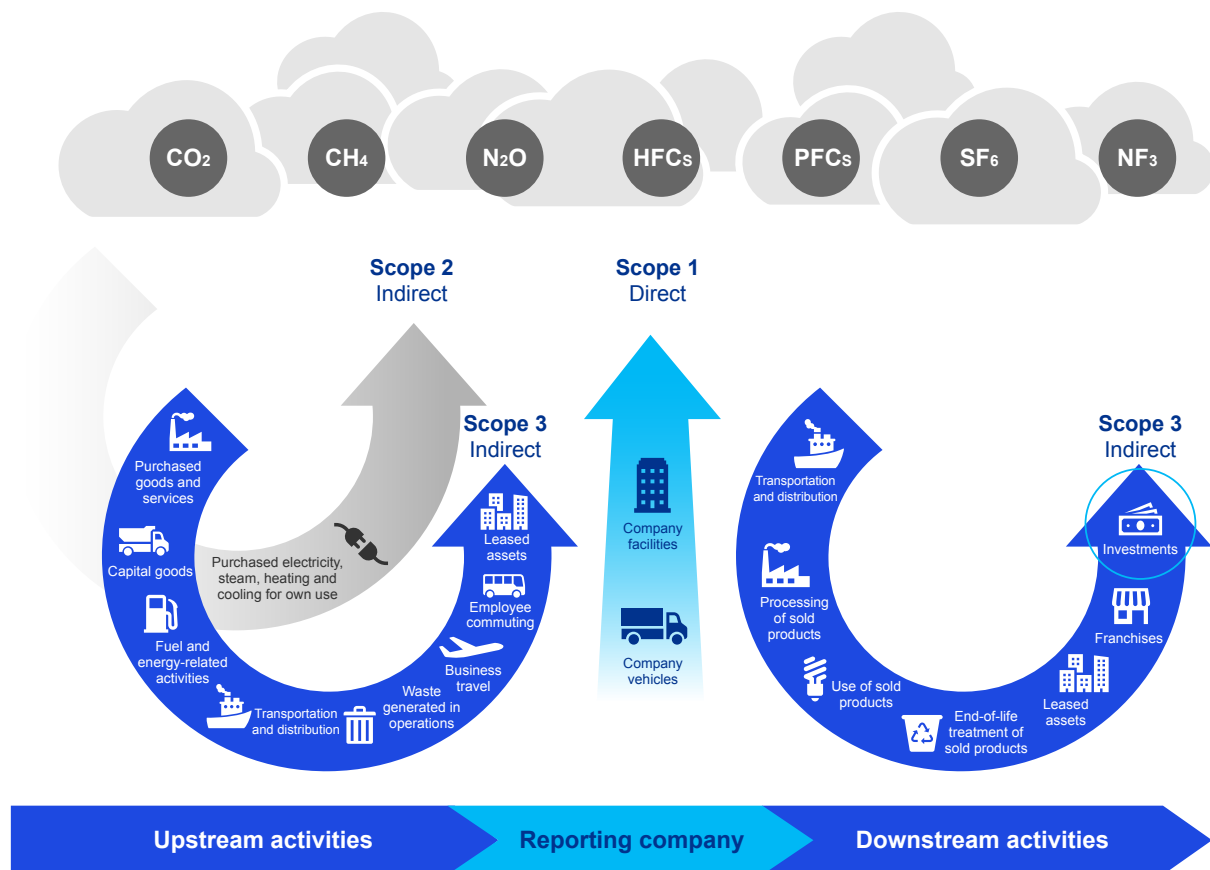 CO2
CH4
N2O
HFCS
PFCS
SF6
NF3
Scope 2
Indirect
Scope 1
Direct
Scope 3
Indirect
Scope 3
Indirect
Purchased
goods and
services
Capital goods
Fuel and
energy-related
activities
Transportation
and distribution
Waste
generated in
operations
Business
travel
Employee
commuting
Leased
assets
Purchased electricity,
steam, heating and
cooling for own use
Company
facilities
Company
vehicles
Transportation
and distribution
Processing
of sold
products
Use of sold
products
End-of-life
treatment of
sold products
Leased
assets
Franchises
Investments
Upstream activities
Reporting company
Downstream activities